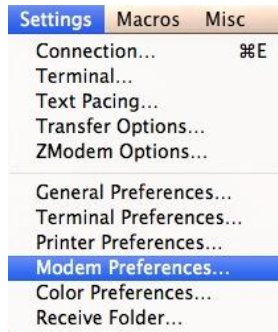 Settings Macros Misc
Connection... ⌘E
Terminal...
Text Pacing...
Transfer Options...
ZModem Options...
General Preferences...
Terminal Preferences...
Printer Preferences...
Modem Preferences...
Color Preferences...
Receive Folder...